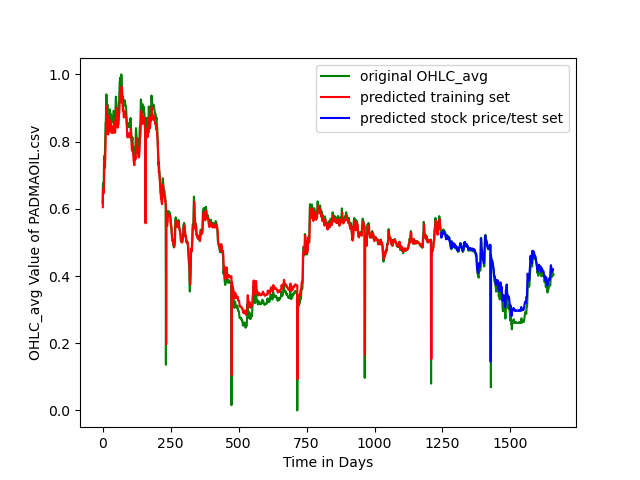 original OHLC_avg
predicted training set
predicted stock price/test set
OHLC_avg Value of PADMAOIL.csv
1.0
0.8
0.6
0.4
0.2
0.0
0
250
500
750
1000
1250
1500
Time in Days